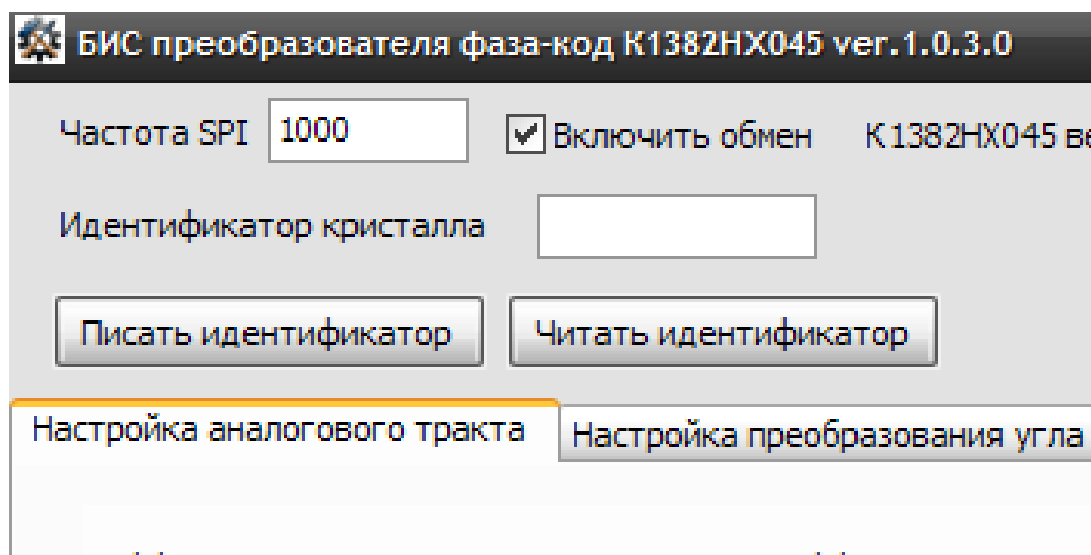 БИС преобразователя фаза-код К1382НХ045 ver.1.0.3.0
Частота SPI 1000 Включить обмен К1382НХ045
Идентификатор кристалла
Писать идентификатор Читать идентификатор
Настройка аналогового тракта Настройка преобразования угла